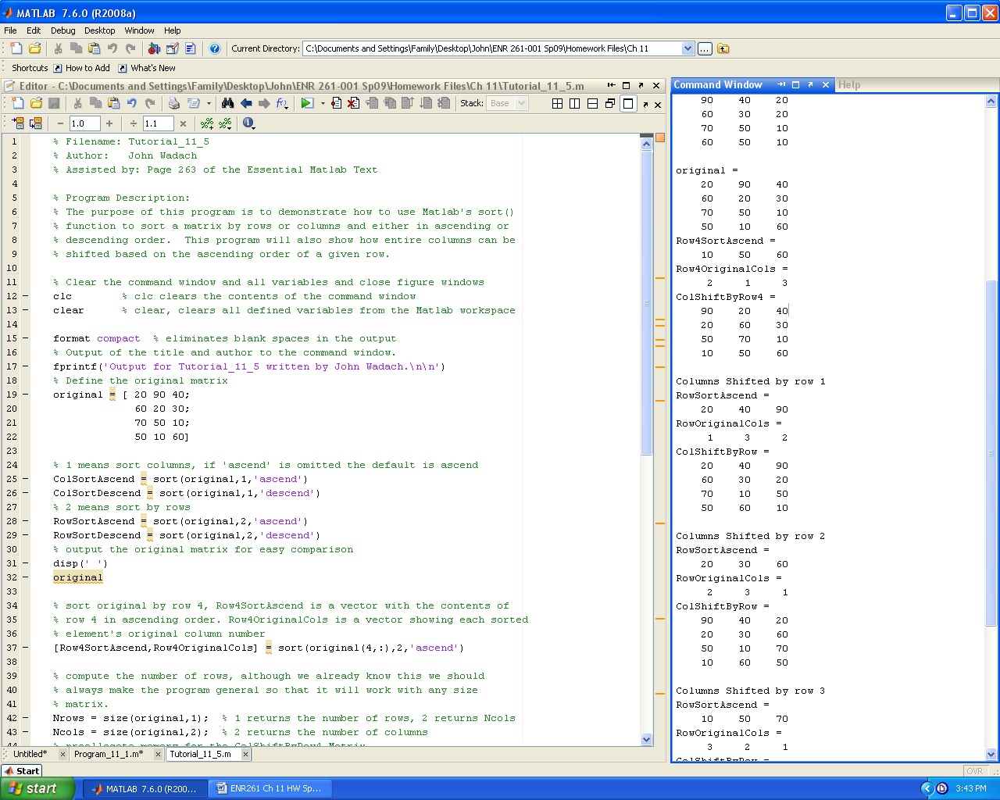 MATLAB 7.6.0 (R2008a)
File Edit Debug Desktop Window Help
Current Directory: C:\Documents and Settings\Family\Desktop\John\ENR 261-001 Sp09\Homework Files\Ch 11 ...
Shortcuts How to Add What's New
Editor - C:\Documents and Settings\Family\Desktop\John\ENR 261-001 Sp09\Homework Files\Ch 11\Tutorial_11_5.m
Stack: Base
− 1.0 + ÷ 1.1 ×
1 % Filename: Tutorial_11_5
2 % Author: John Wadach
3 % Assisted by: Page 263 of the Essential Matlab Text
4
5 % Program Description:
6 % The purpose of this program is to demonstrate how to use Matlab's sort()
7 % function to sort a matrix by rows or columns and either in ascending or
8 % descending order. This program will also show how entire columns can be
9 % shifted based on the ascending order of a given row.
10
11 % Clear the command window and all variables and close figure windows
12 – clc % clc clears the contents of the command window
13 – clear % clear, clears all defined variables from the Matlab workspace
14
15 – format compact % eliminates blank spaces in the output
16 % Output of the title and author to the command window.
17 – fprintf('Output for Tutorial_11_5 written by John Wadach.\n\n')
18 % Define the original matrix
19 – original = [ 20 90 40;
20 60 20 30;
21 70 50 10;
22 50 10 60]
23
24 % 1 means sort columns, if 'ascend' is omitted the default is ascend
25 – ColSortAscend = sort(original,1,'ascend')
26 – ColSortDescend = sort(original,1,'descend')
27 % 2 means sort by rows
28 – RowSortAscend = sort(original,2,'ascend')
29 – RowSortDescend = sort(original,2,'descend')
30 % output the original matrix for easy comparison
31 – disp(' ')
32 – original
33
34 % sort original by row 4, Row4SortAscend is a vector with the contents of
35 % row 4 in ascending order. Row4OriginalCols is a vector showing each sorted
36 % element's original column number
37 – [Row4SortAscend,Row4OriginalCols] = sort(original(4,:),2,'ascend')
38
39 % compute the number of rows, although we already know this we should
40 % always make the program general so that it will work with any size
41 % matrix.
42 – Nrows = size(original,1); % 1 returns the number of rows, 2 returns Ncols
43 – Ncols = size(original,2); % 2 returns the number of columns
44 % preallocate memory for the ColShiftByRow4 Matrix
Untitled* × Program_11_1.m* × Tutorial_11_5.m ×
Command Window Help
90 40 20
60 30 20
70 50 10
60 50 10
original =
20 90 40
60 20 30
70 50 10
50 10 60
Row4SortAscend =
10 50 60
Row4OriginalCols =
2 1 3
ColShiftByRow4 =
90 20 40
20 60 30
50 70 10
10 50 60
Columns Shifted by row 1
RowSortAscend =
20 40 90
RowOriginalCols =
1 3 2
ColShiftByRow =
20 40 90
60 30 20
70 10 50
50 60 10
Columns Shifted by row 2
RowSortAscend =
20 30 60
RowOriginalCols =
2 3 1
ColShiftByRow =
90 40 20
20 30 60
50 10 70
10 60 50
Columns Shifted by row 3
RowSortAscend =
10 50 70
RowOriginalCols =
3 2 1
ColShiftByRow =
Start OVR
start MATLAB 7.6.0 (R200... ENR261 Ch 11 HW Sp... 3:43 PM